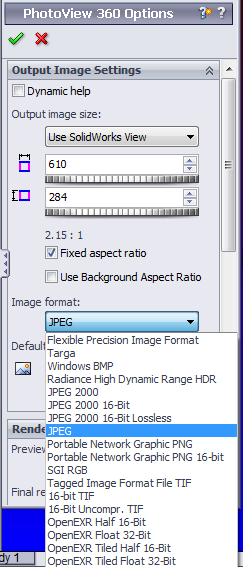 PhotoView 360 Options
Output Image Settings
Dynamic help
Output image size:
Use SolidWorks View
610
284
2.15 : 1
Fixed aspect ratio
Use Background Aspect Ratio
Image format:
JPEG
Flexible Precision Image Format
Targa
Windows BMP
Radiance High Dynamic Range HDR
JPEG 2000
JPEG 2000 16-Bit
JPEG 2000 16-Bit Lossless
JPEG
Portable Network Graphic PNG
Portable Network Graphic PNG 16-bit
SGI RGB
Tagged Image Format File TIF
16-bit TIF
16-Bit Uncompr. TIF
OpenEXR Half 16-Bit
OpenEXR Float 32-Bit
OpenEXR Tiled Half 16-Bit
OpenEXR Tiled Float 32-Bit
Default
Rende
Preview
Final re
dy 1